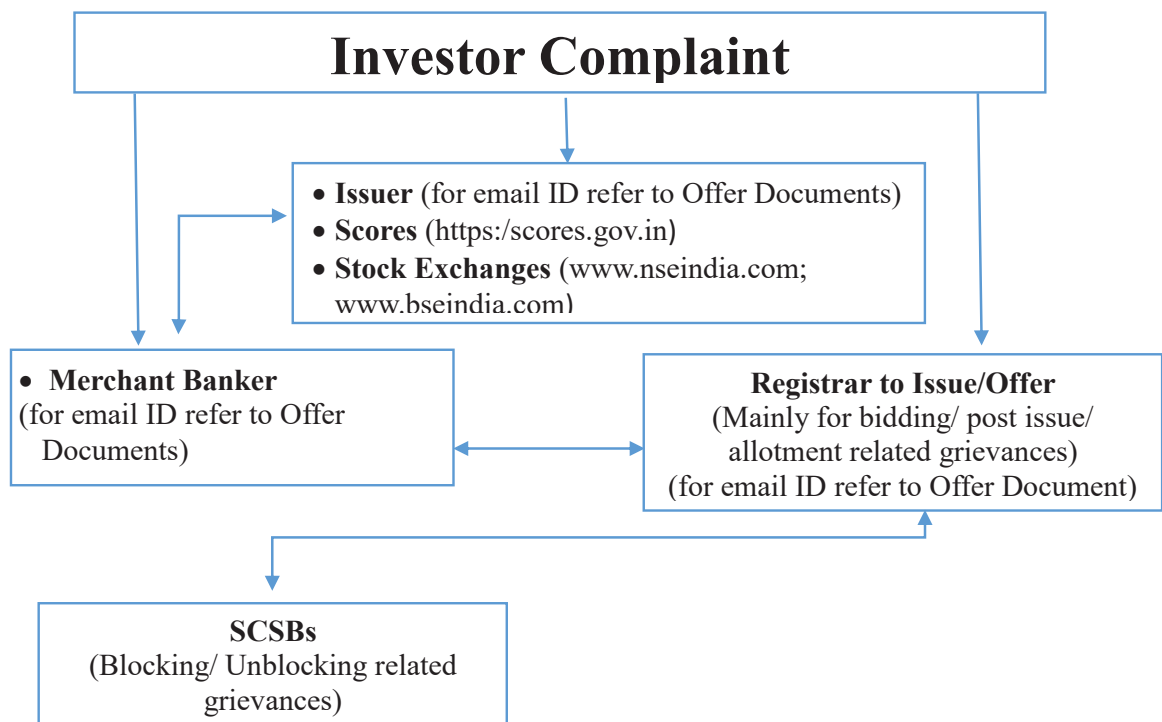 Investor Complaint
• Issuer (for email ID refer to Offer Documents)
• Scores (https:/scores.gov.in)
• Stock Exchanges (www.nseindia.com;
www.bseindia.com)
• Merchant Banker
(for email ID refer to Offer
Documents)
Registrar to Issue/Offer
(Mainly for bidding/ post issue/
allotment related grievances)
(for email ID refer to Offer Document)
SCSBs
(Blocking/ Unblocking related
grievances)